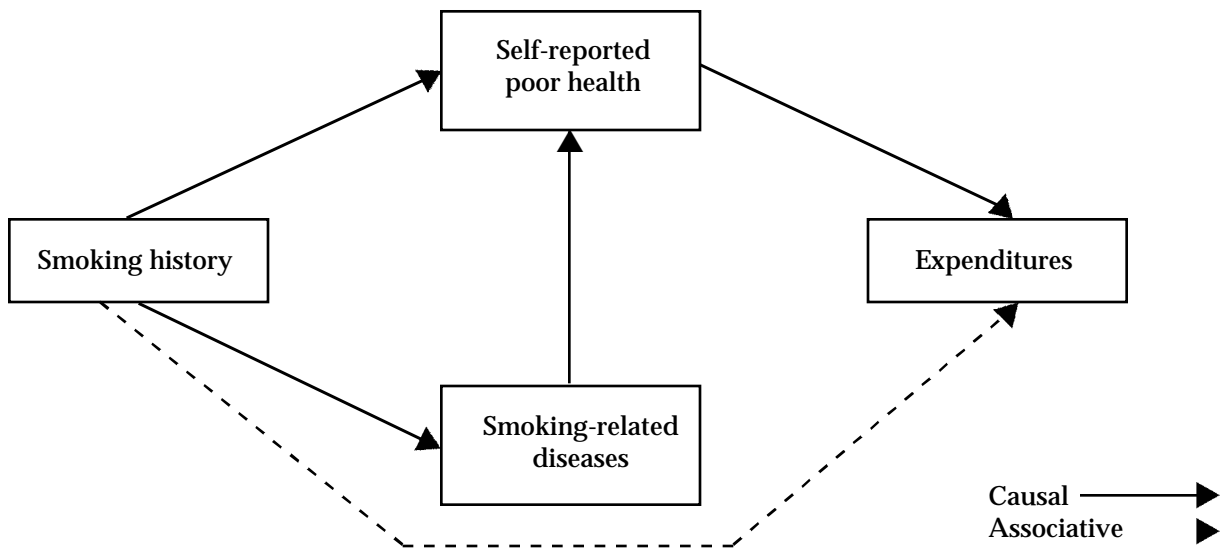 Self-reported
poor health
Smoking history
Expenditures
Smoking-related
diseases
Causal
Associative